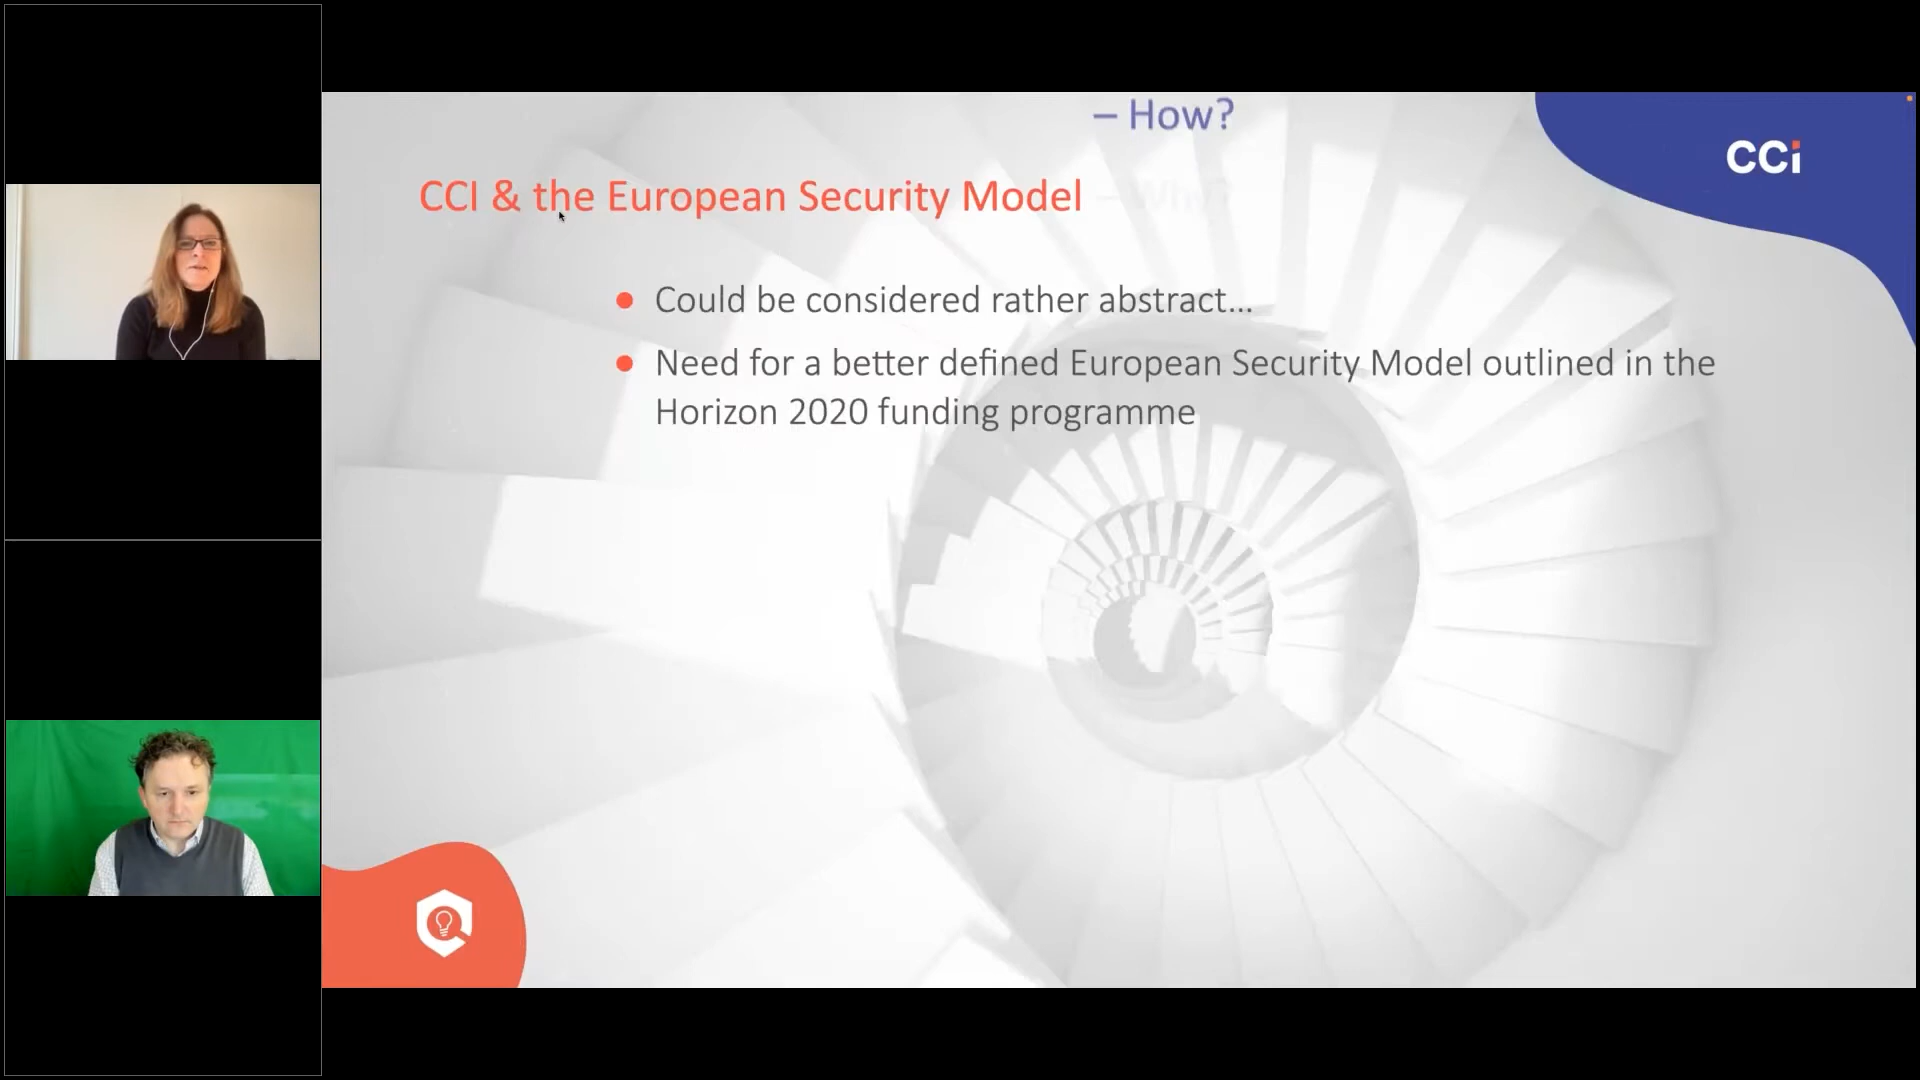 – How?
CCI
CCI & the European Security Model – Why?
Could be considered rather abstract...
Need for a better defined European Security Model outlined in the
Horizon 2020 funding programme